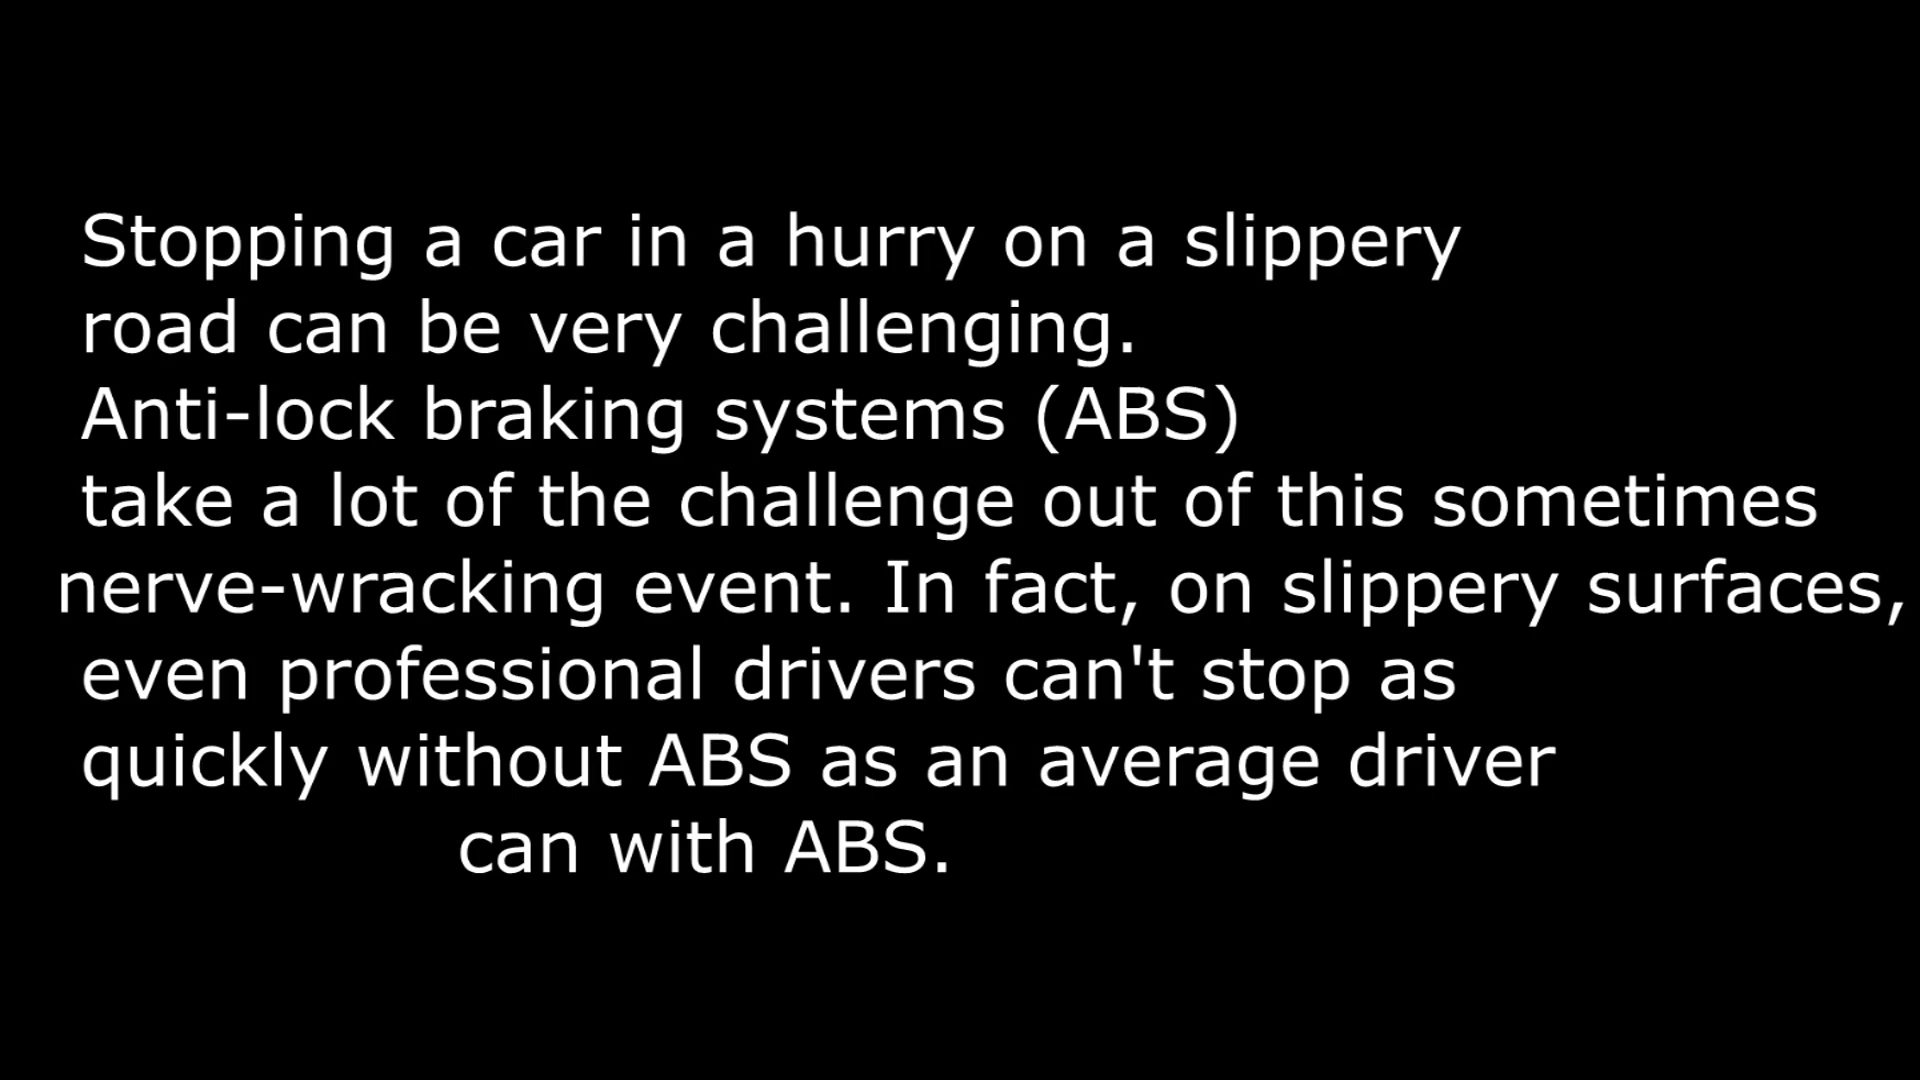 Stopping a car in a hurry on a slippery
road can be very challenging.
Anti-lock braking systems (ABS)
take a lot of the challenge out of this sometimes
nerve-wracking event. In fact, on slippery surfaces,
even professional drivers can't stop as
quickly without ABS as an average driver
can with ABS.